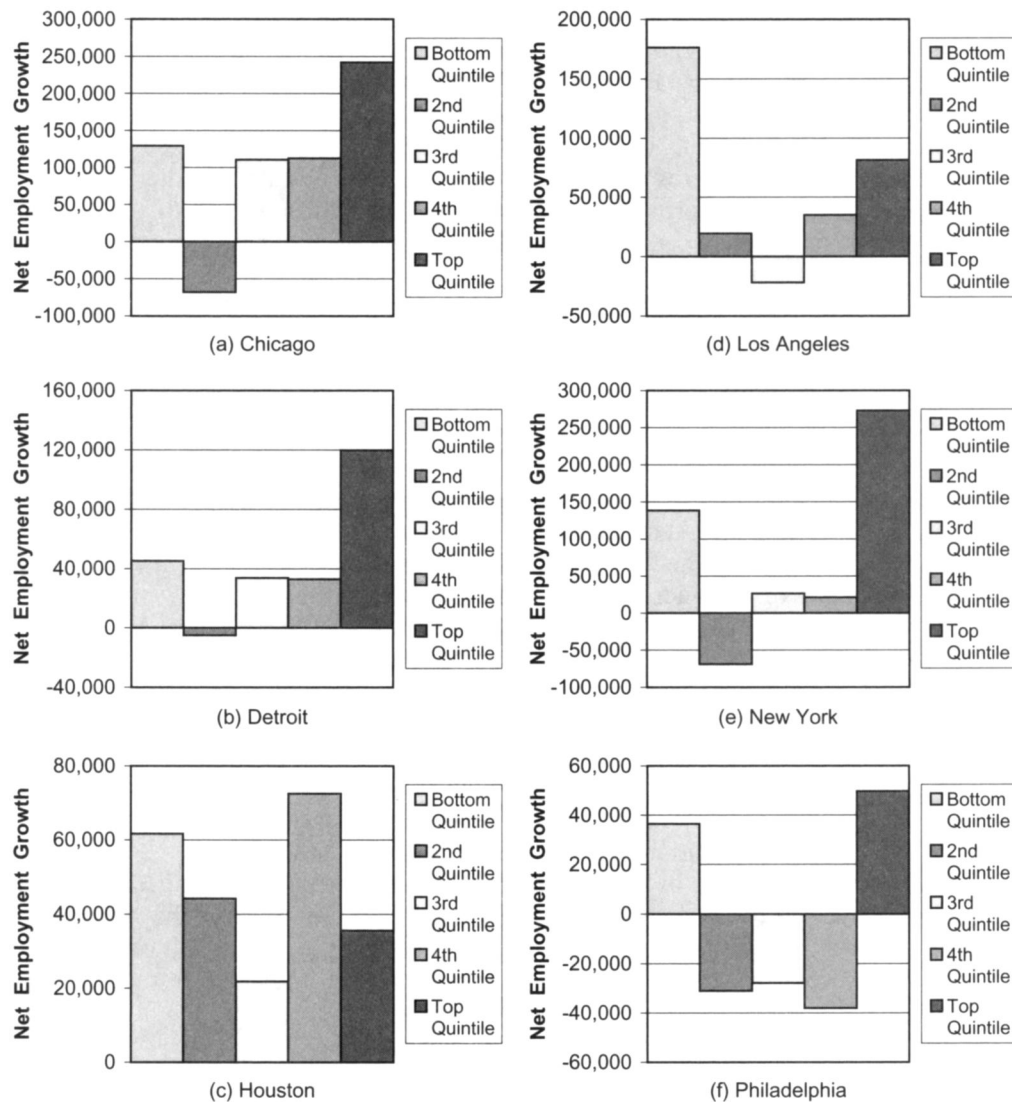 Net Employment Growth
300,000
250,000
200,000
150,000
100,000
50,000
0
-50,000
-100,000
Bottom
Quintile
2nd
Quintile
3rd
Quintile
4th
Quintile
Top
Quintile
(a) Chicago
Net Employment Growth
200,000
150,000
100,000
50,000
0
-50,000
Bottom
Quintile
2nd
Quintile
3rd
Quintile
4th
Quintile
Top
Quintile
(d) Los Angeles
Net Employment Growth
160,000
120,000
80,000
40,000
0
-40,000
Bottom
Quintile
2nd
Quintile
3rd
Quintile
4th
Quintile
Top
Quintile
(b) Detroit
Net Employment Growth
300,000
250,000
200,000
150,000
100,000
50,000
0
-50,000
-100,000
Bottom
Quintile
2nd
Quintile
3rd
Quintile
4th
Quintile
Top
Quintile
(e) New York
Net Employment Growth
80,000
60,000
40,000
20,000
0
Bottom
Quintile
2nd
Quintile
3rd
Quintile
4th
Quintile
Top
Quintile
(c) Houston
Net Employment Growth
60,000
40,000
20,000
0
-20,000
-40,000
-60,000
Bottom
Quintile
2nd
Quintile
3rd
Quintile
4th
Quintile
Top
Quintile
(f) Philadelphia